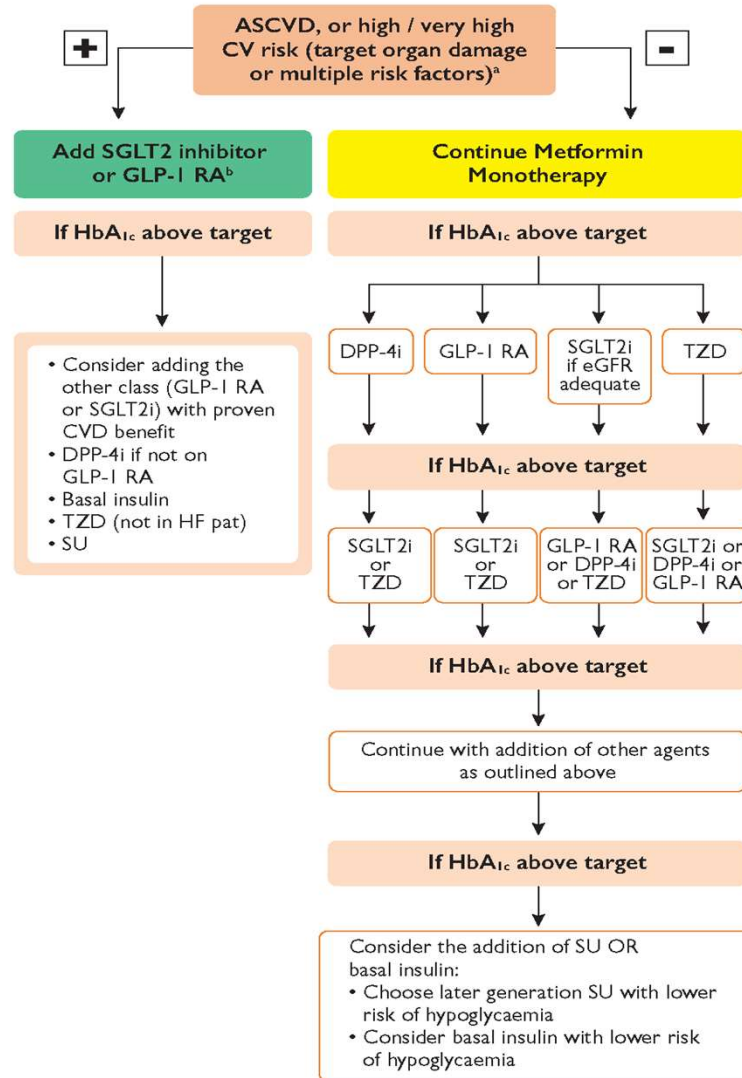 +
ASCVD, or high / very high
CV risk (target organ damage
or multiple risk factors)ᵃ
-
Add SGLT2 inhibitor
or GLP-1 RAᵇ
If HbA₁c above target
• Consider adding the
other class (GLP-1 RA
or SGLT2i) with proven
CVD benefit
• DPP-4i if not on
GLP-1 RA
• Basal insulin
• TZD (not in HF pat)
• SU
Continue Metformin
Monotherapy
If HbA₁c above target
DPP-4i
GLP-1 RA
SGLT2i
if eGFR
adequate
TZD
If HbA₁c above target
SGLT2i
or
TZD
SGLT2i
or
TZD
GLP-1 RA
or DPP-4i
or TZD
SGLT2i or
DPP-4i or
GLP-1 RA
If HbA₁c above target
Continue with addition of other agents
as outlined above
If HbA₁c above target
Consider the addition of SU OR
basal insulin:
• Choose later generation SU with lower
risk of hypoglycaemia
• Consider basal insulin with lower risk
of hypoglycaemia